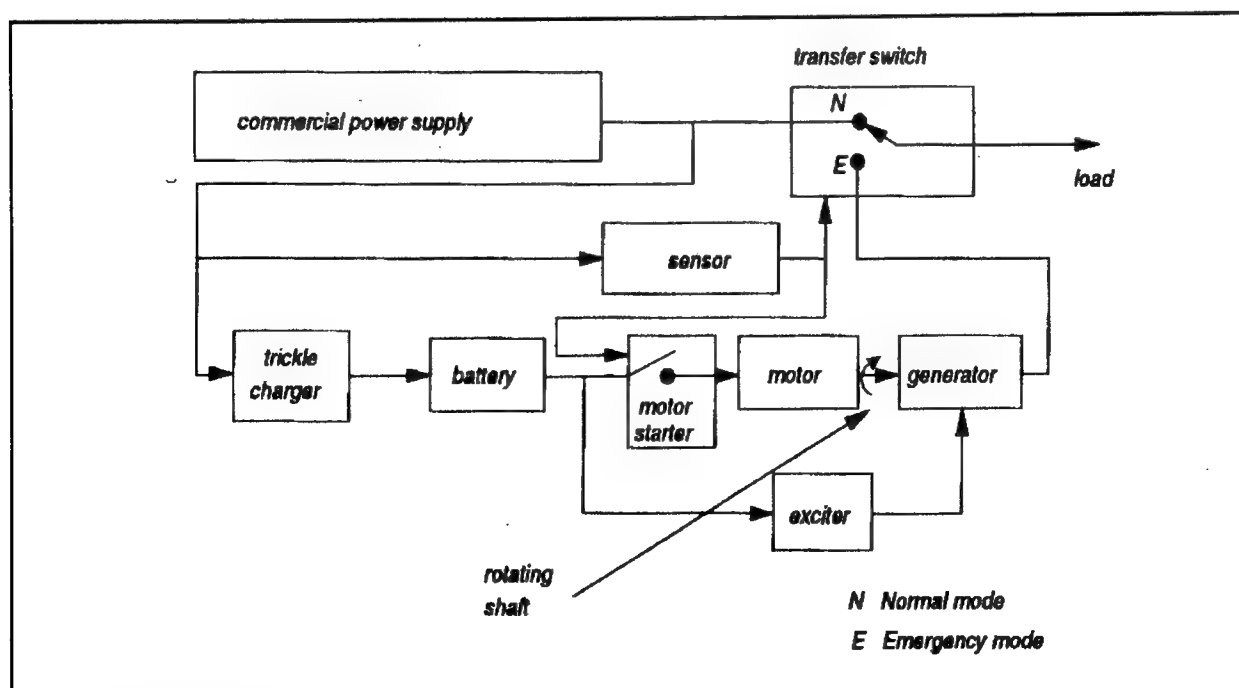 transfer switch
commercial power supply
N
E
load
sensor
trickle
charger
battery
motor
starter
motor
generator
exciter
rotating
shaft
N Normal mode
E Emergency mode